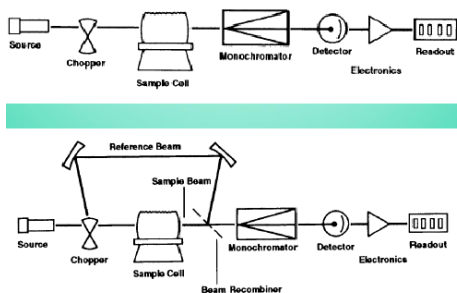 Source
Chopper
Sample Cell
Monochromator
Detector
Electronics
Readout
Reference Beam
Sample Beam
Source
Chopper
Sample Cell
Beam Recombiner
Monochromator
Detector
Electronics
Readout